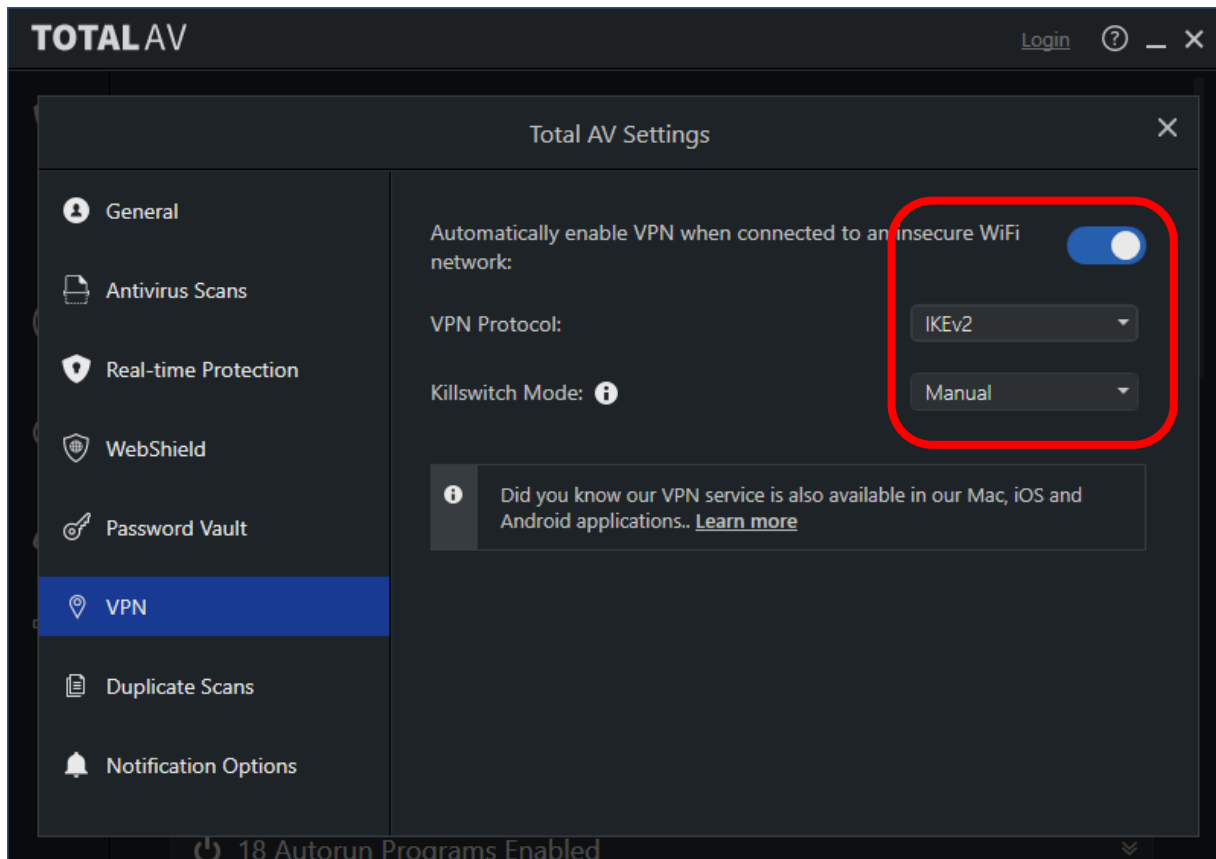 TOTALAV
Login
Total AV Settings
General
Antivirus Scans
Real-time Protection
WebShield
Password Vault
VPN
Duplicate Scans
Notification Options
Automatically enable VPN when connected to an insecure WiFi
network:
VPN Protocol:
IKEv2
Killswitch Mode:
Manual
Did you know our VPN service is also available in our Mac, iOS and
Android applications.. Learn more
18 Autorun Programs Enabled